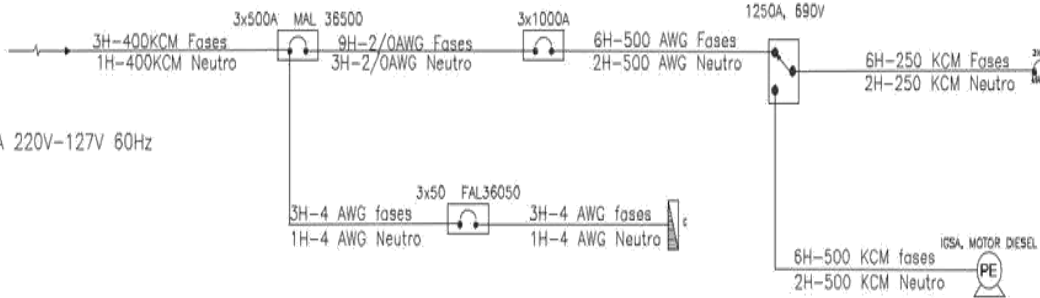 1250A, 690V
3x500A MAL 36500
3x1000A
3H-400KCM Fases
1H-400KCM Neutro
9H-2/0AWG Fases
3H-2/0AWG Neutro
6H-500 AWG Fases
2H-500 AWG Neutro
6H-250 KCM Fases
2H-250 KCM Neutro
A 220V-127V 60Hz
3x50 FAL36050
3H-4 AWG fases
1H-4 AWG Neutro
3H-4 AWG fases
1H-4 AWG Neutro
c
IGSA, MOTOR DIESEL
6H-500 KCM fases
2H-500 KCM Neutro
PE